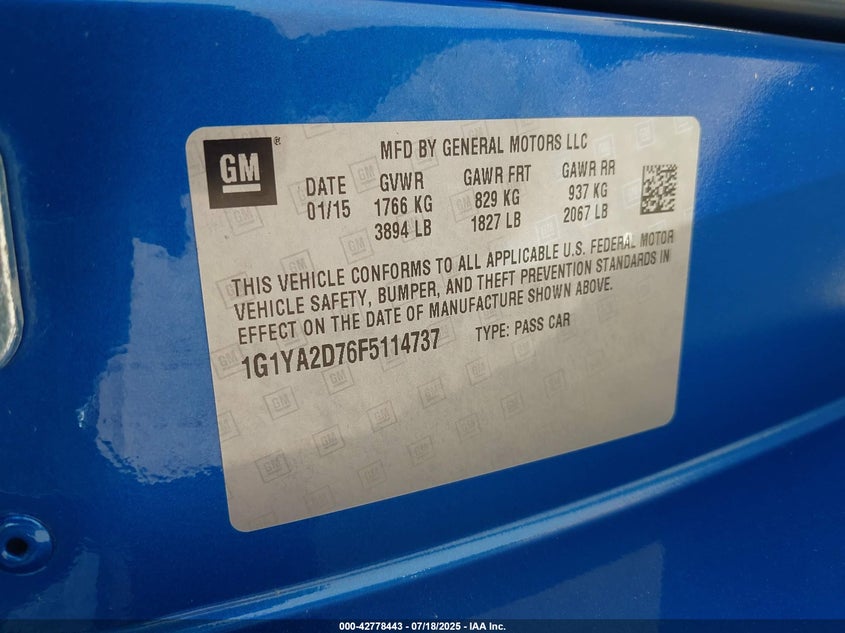 GM
MFD BY GENERAL MOTORS LLC
DATE GVWR GAWR FRT GAWR RR
01/15 1766 KG 829 KG 937 KG
3894 LB 1827 LB 2067 LB
THIS VEHICLE CONFORMS TO ALL APPLICABLE U.S. FEDERAL MOTOR
VEHICLE SAFETY, BUMPER, AND THEFT PREVENTION STANDARDS IN
EFFECT ON THE DATE OF MANUFACTURE SHOWN ABOVE.
1G1YA2D76F5114737 TYPE: PASS CAR
000-42778443 - 07/18/2025 - IAA Inc.